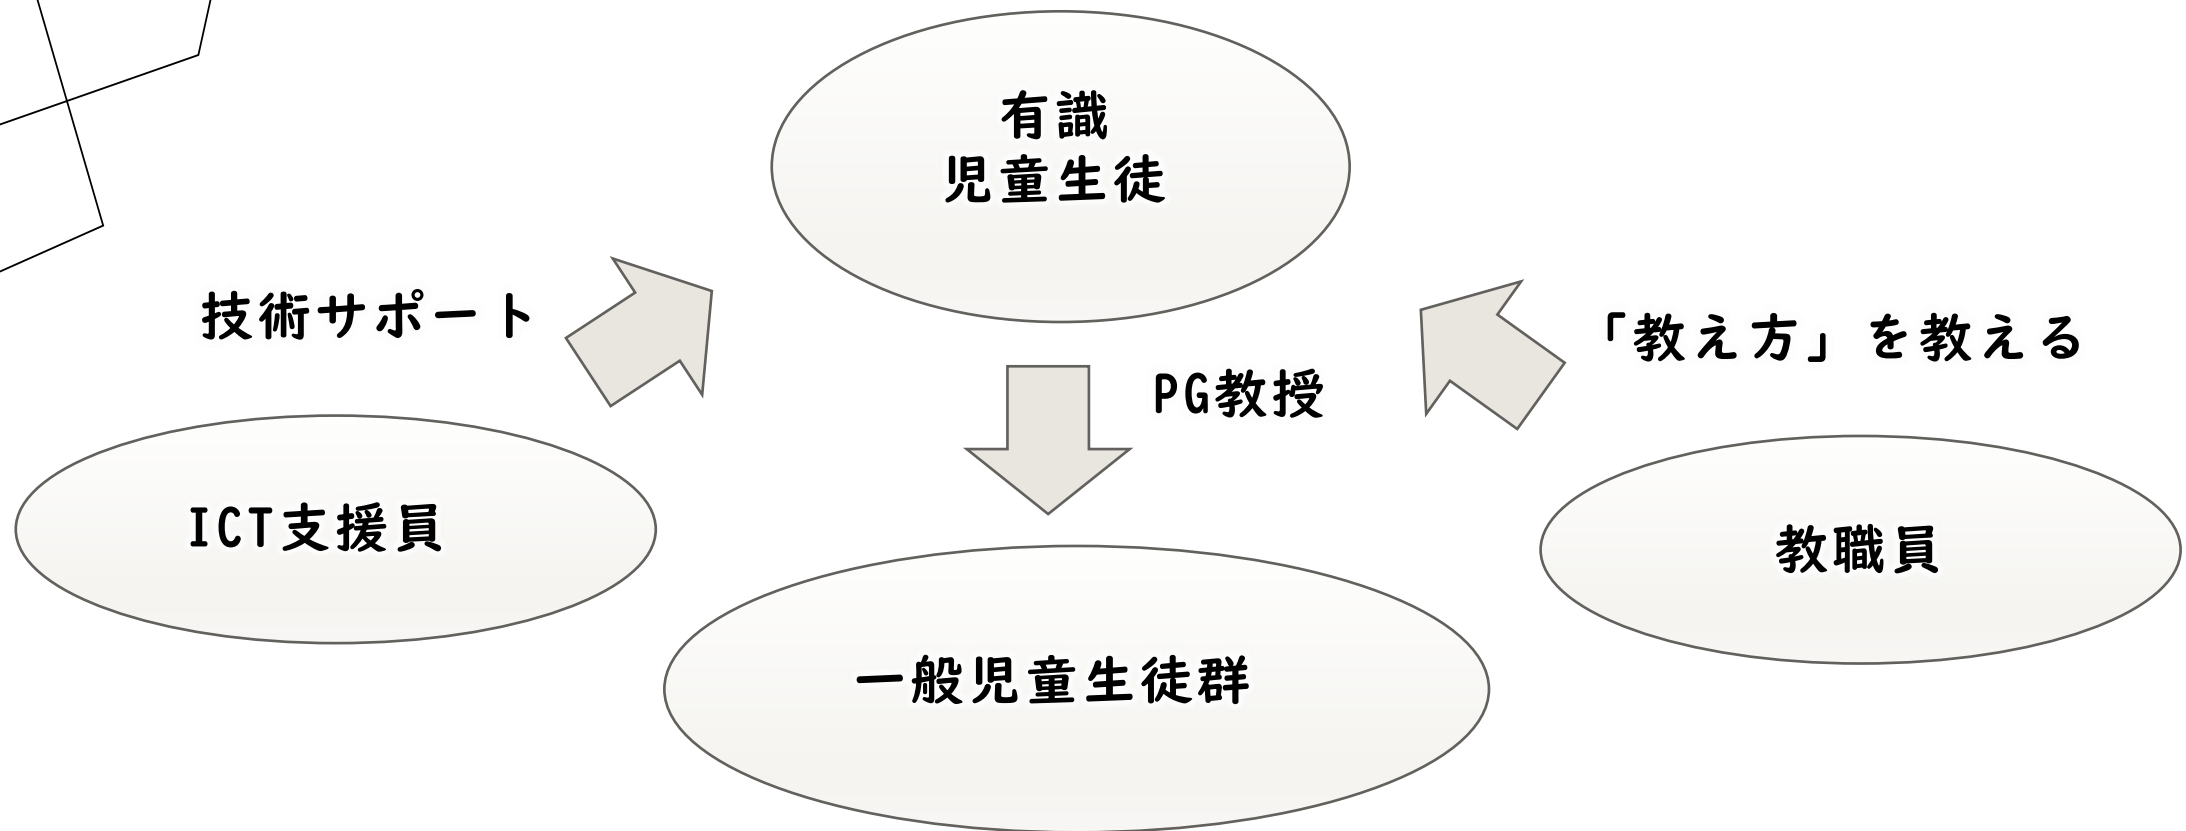 有識
児童生徒
技術サポート
「教え方」を教える
PG教授
ICT支援員
教職員
一般児童生徒群